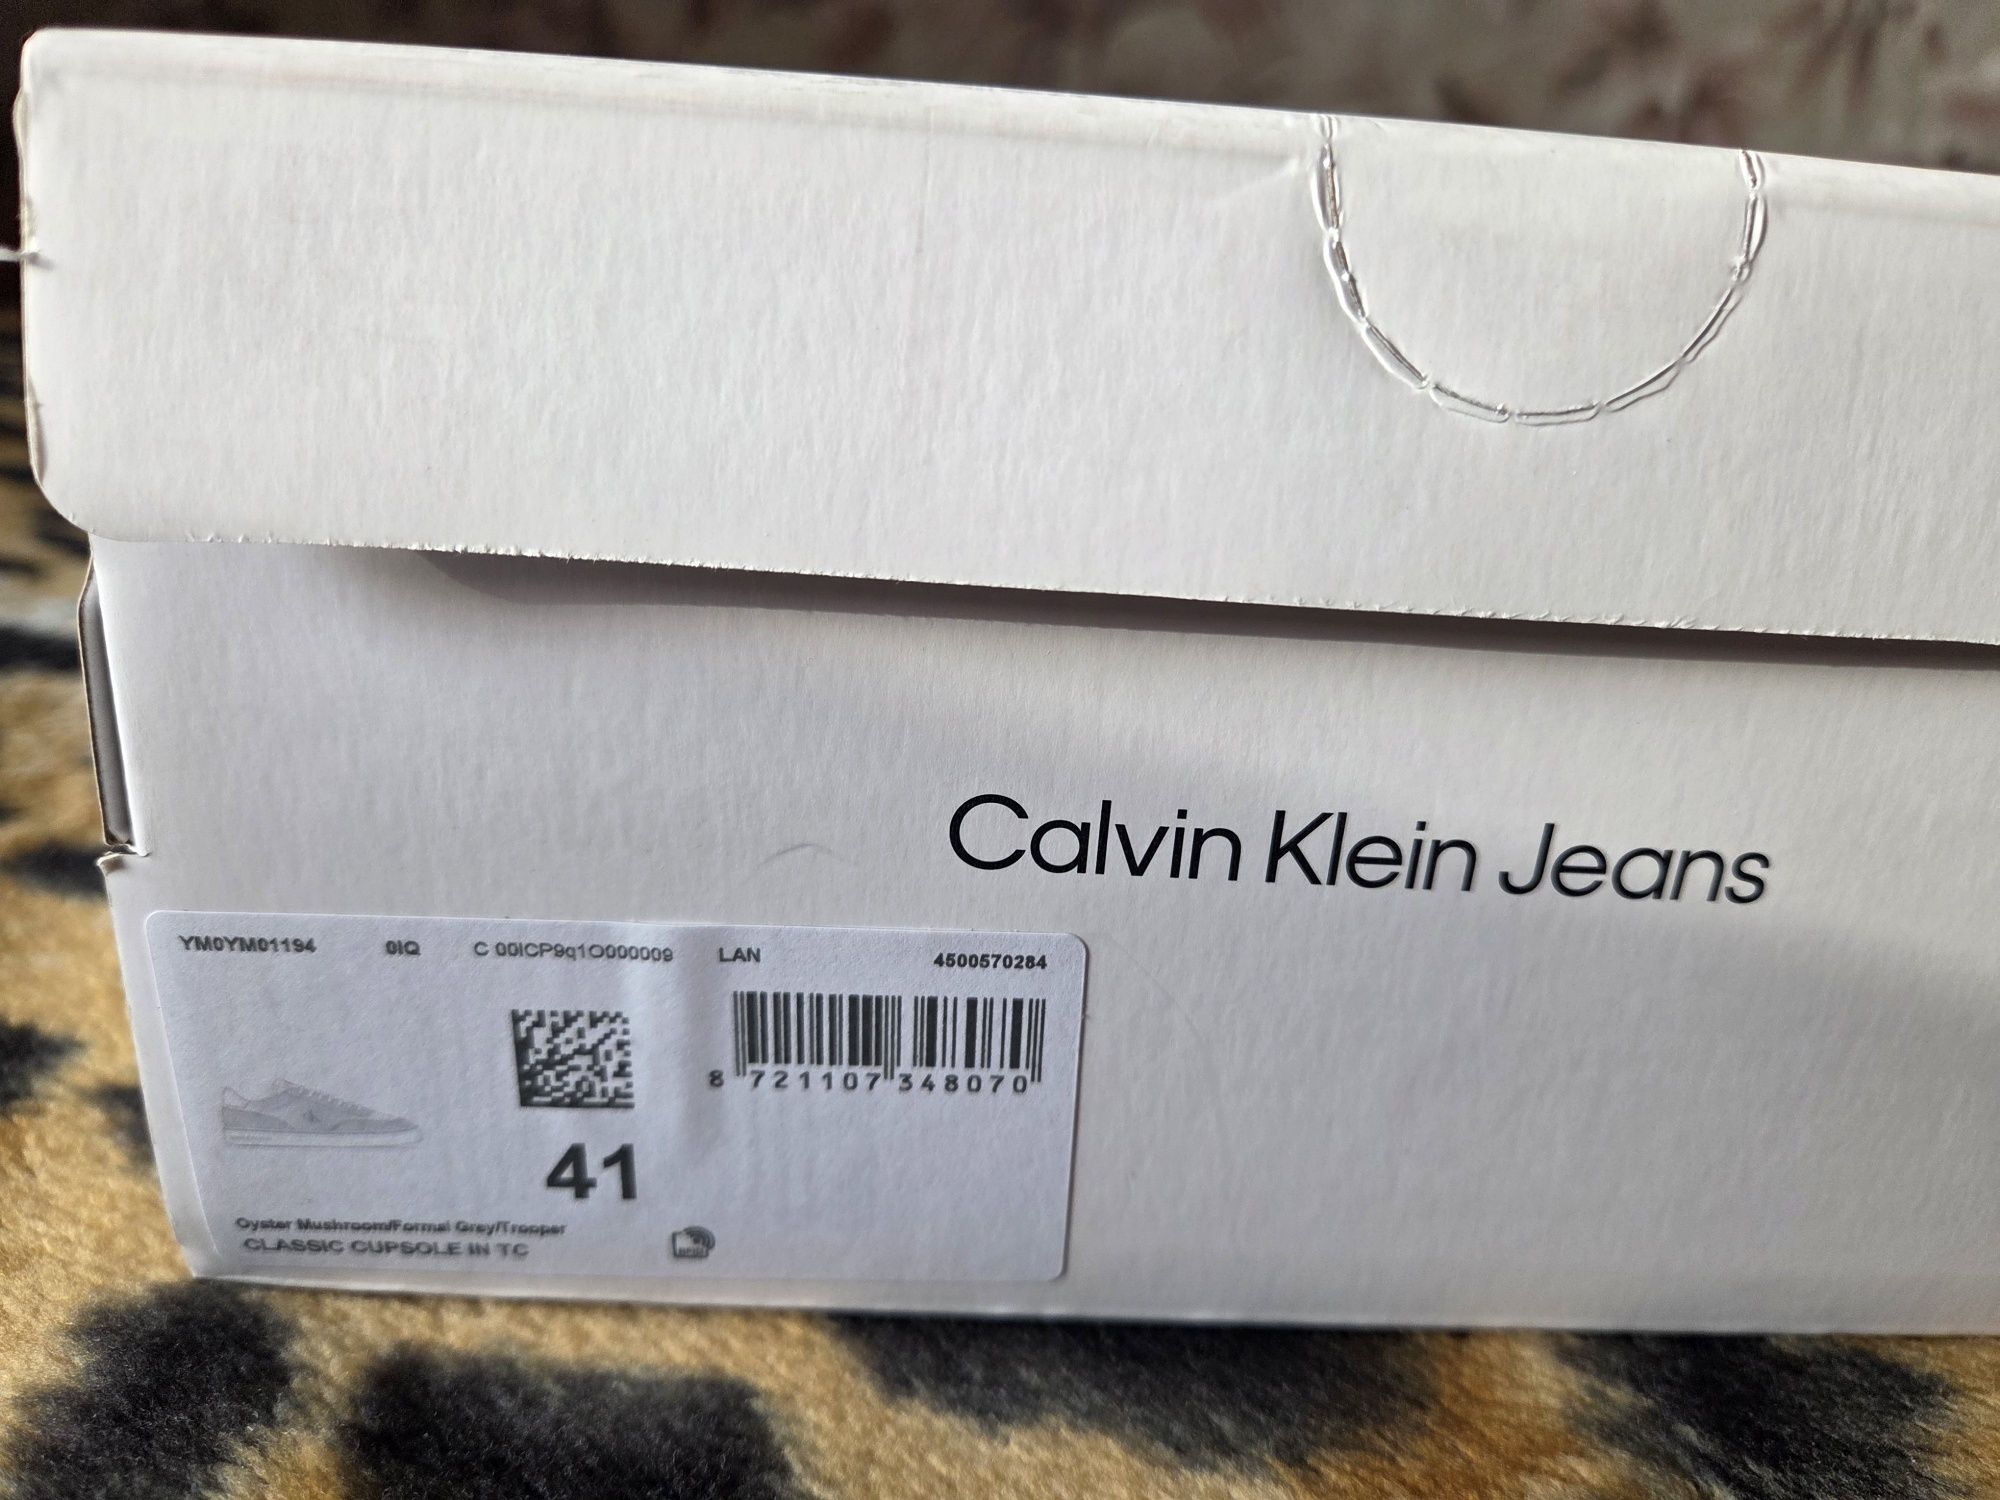 Calvin Klein Jeans
YM0YM01194 0IQ C 00ICP9q1O000009 LAN 4500570284
8 721107 348070
41
Oyster Mushroom/Formal Grey/Trooper
CLASSIC CUPSOLE IN TC